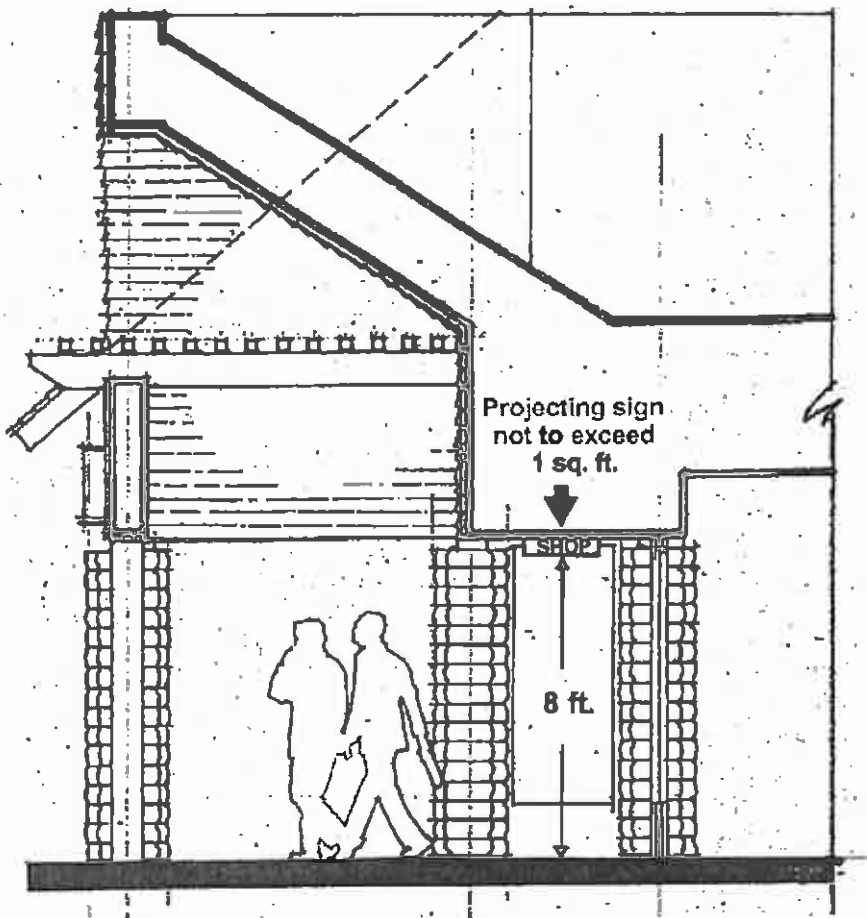 Projecting sign
not to exceed
1 sq. ft.
SHOP
8 ft.